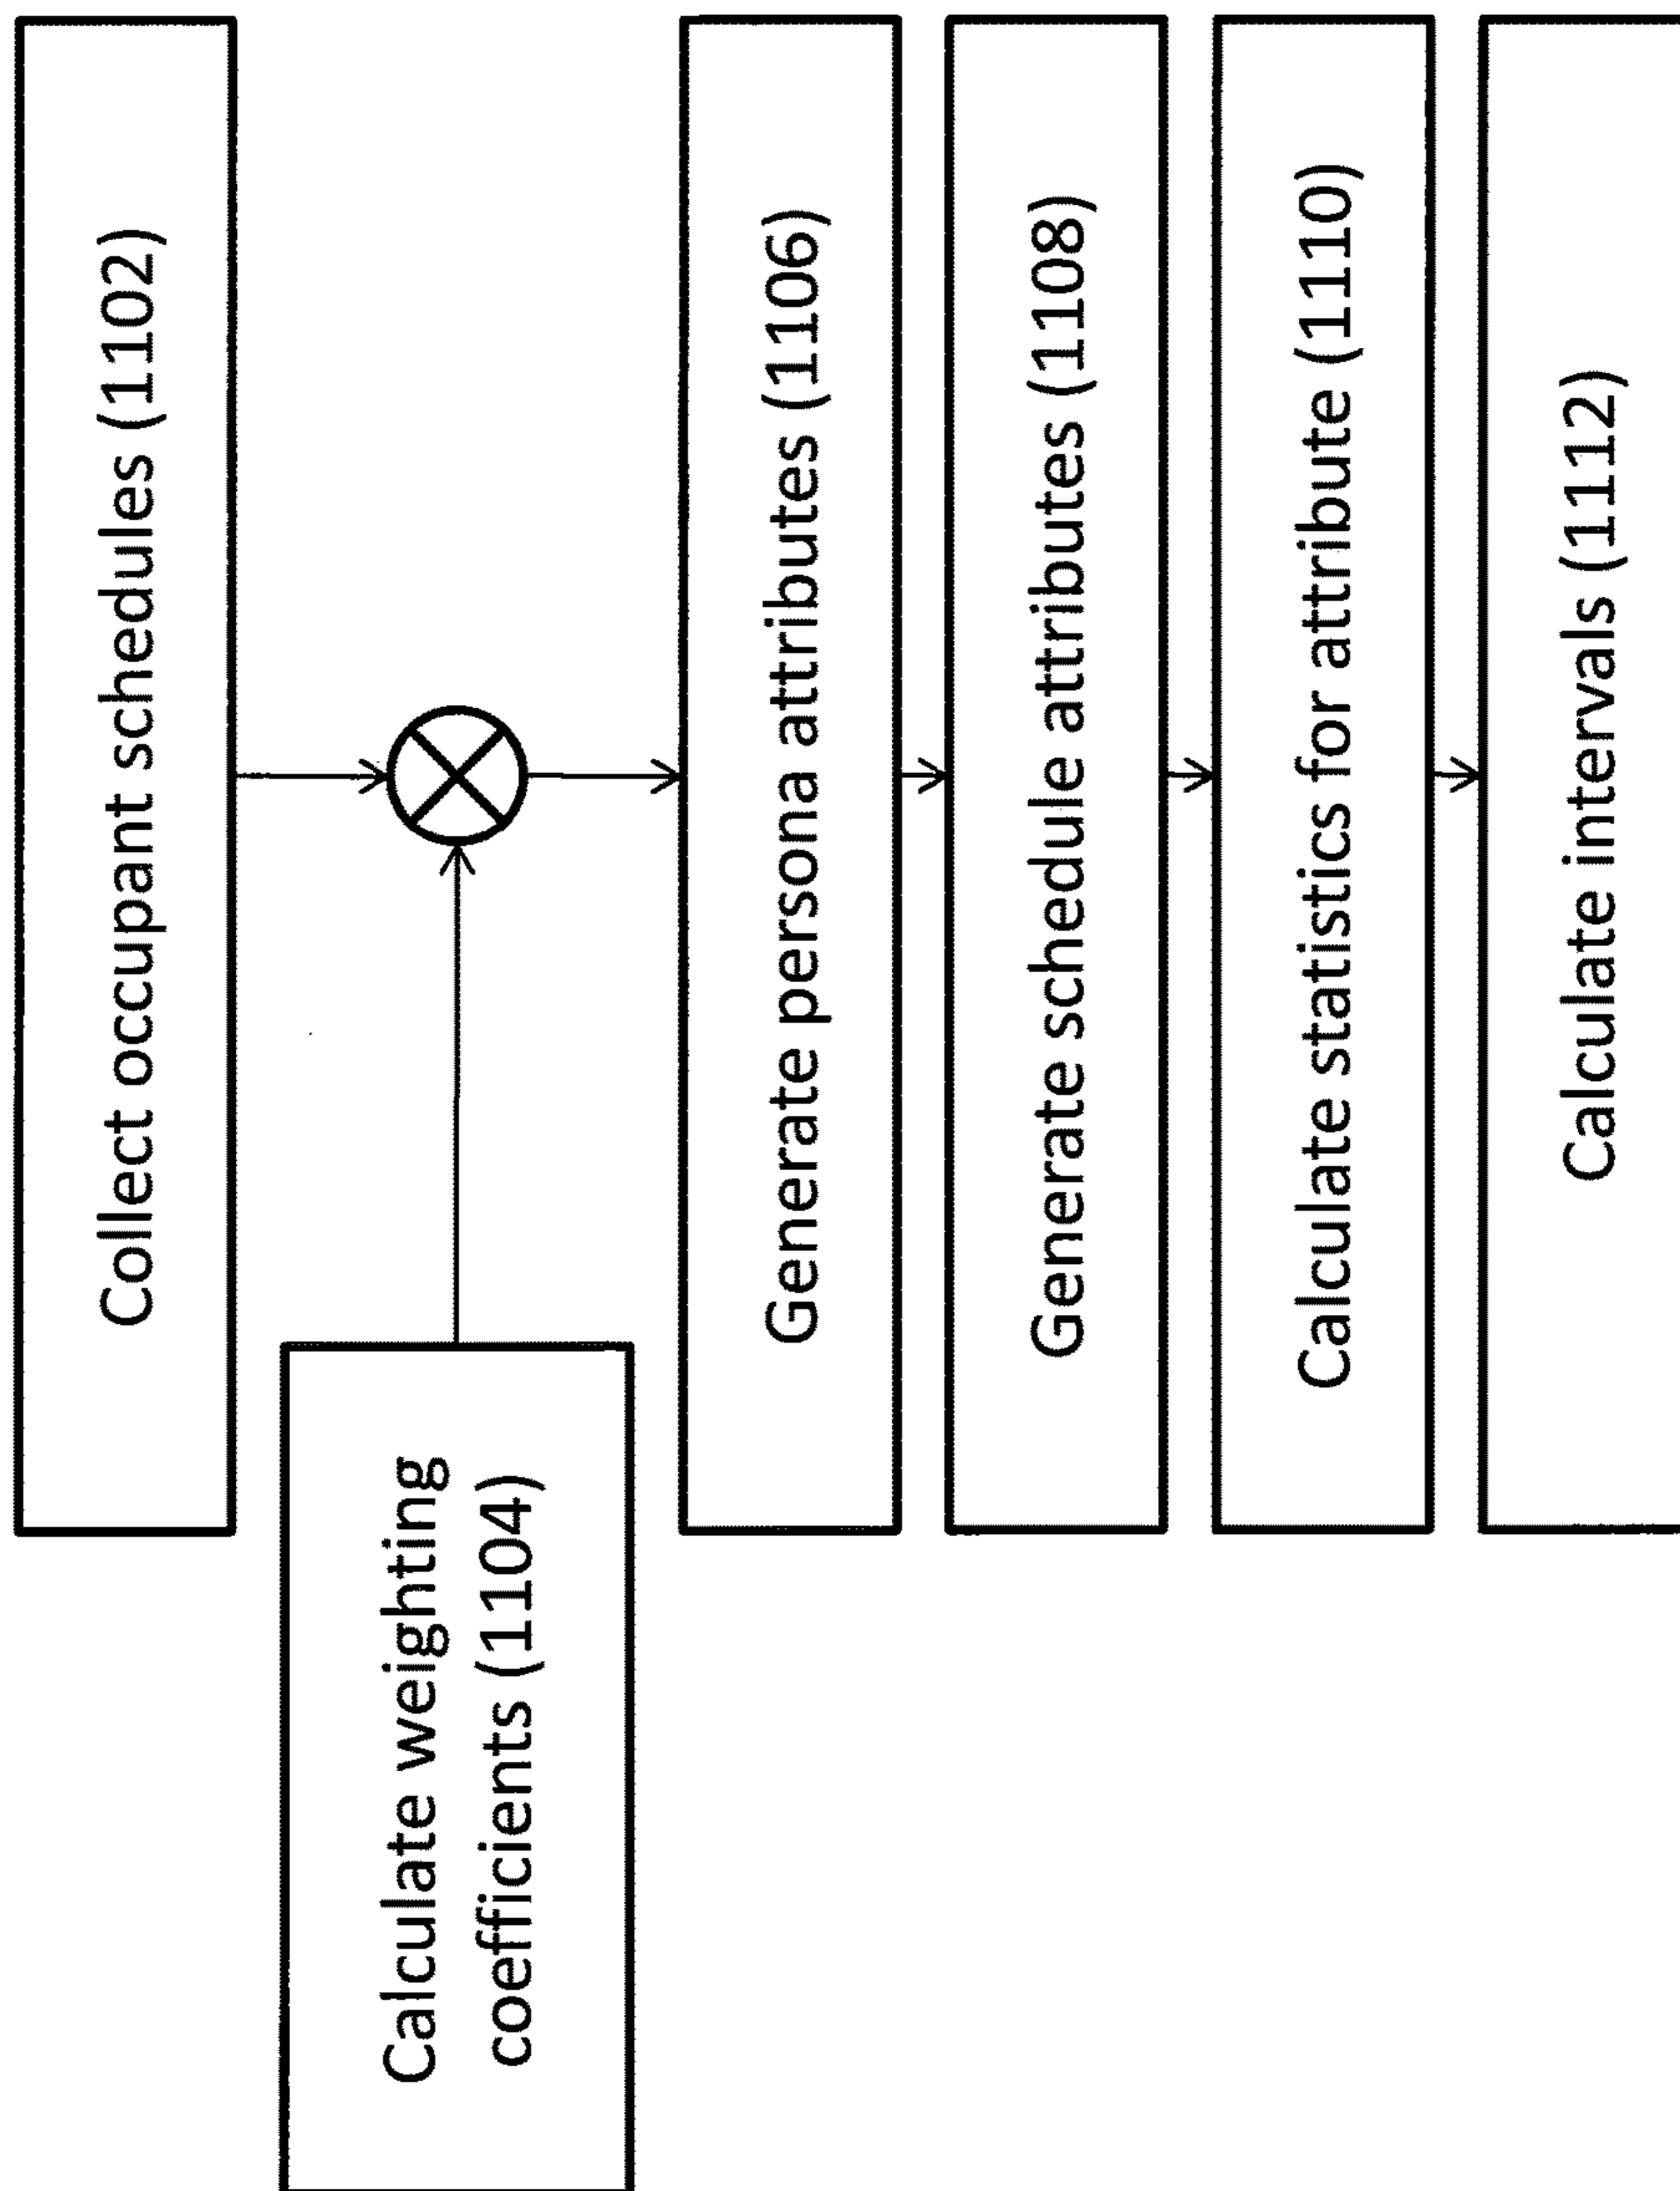 Collect occupant schedules (1102)
Calculate weighting
coefficients (1104)
Generate persona attributes (1106)
Generate schedule attributes (1108)
Calculate statistics for attribute (1110)
Calculate intervals (1112)